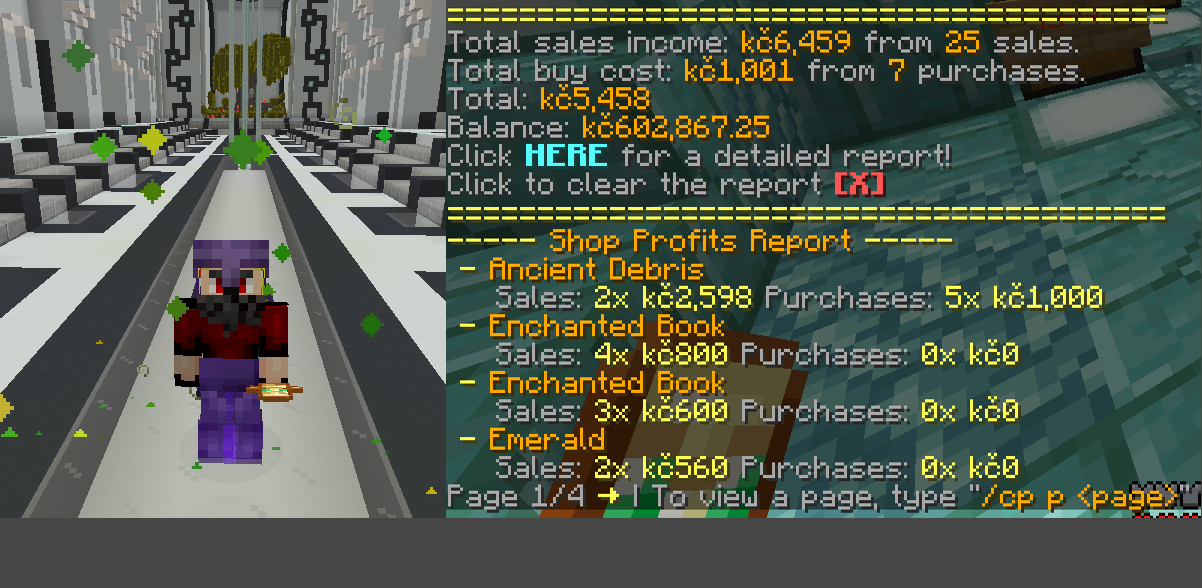 =====================================
Total sales income: kč6,459 from 25 sales.
Total buy cost: kč1,001 from 7 purchases.
Total: kč5,458
Balance: kč602,867.25
Click HERE for a detailed report!
Click to clear the report [X]
=====================================
----- Shop Profits Report -----
- Ancient Debris
Sales: 2x kč2,598 Purchases: 5x kč1,000
- Enchanted Book
Sales: 4x kč800 Purchases: 0x kč0
- Enchanted Book
Sales: 3x kč600 Purchases: 0x kč0
- Emerald
Sales: 2x kč560 Purchases: 0x kč0
Page 1/4 ➜ | To view a page, type "/cp p <page>